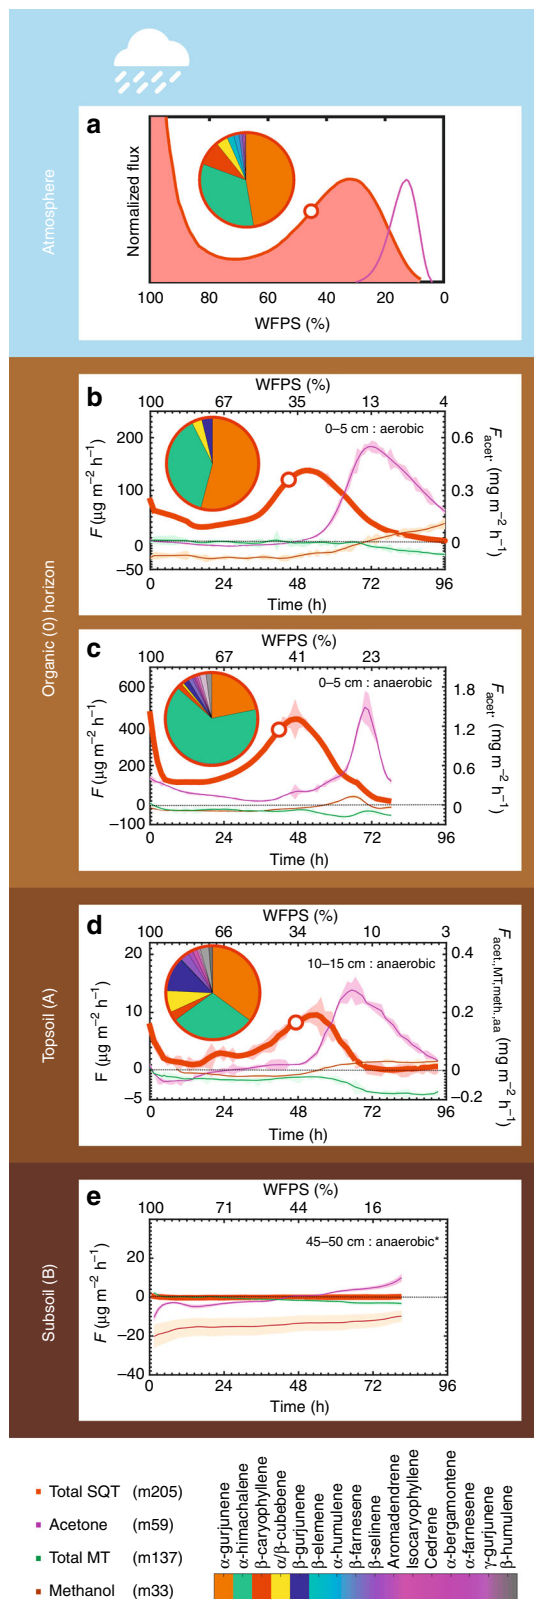 Atmosphere
a
Normalized flux
100 80 60 40 20 0
WFPS (%)
Organic (0) horizon
b
WFPS (%)
100 67 35 13 4
0–5 cm : aerobic
F (µg m−2 h−1)
200
100
0
−50
0.6
0.3
0
Facet. (mg m−2 h−1)
0 24 48 72 96
Time (h)
c
WFPS (%)
100 67 41 23
0–5 cm : anaerobic
F (µg m−2 h−1)
600
400
200
0
−100
1.8
1.2
0.6
0
Facet. (mg m−2 h−1)
0 24 48 72 96
Time (h)
Topsoil (A)
d
WFPS (%)
100 66 34 10 3
10–15 cm : anaerobic
F (µg m−2 h−1)
20
10
0
−5
0.4
0.2
0
−0.2
Facet.,MT,meth.,aa (mg m−2 h−1)
0 24 48 72 96
Time (h)
Subsoil (B)
e
WFPS (%)
100 71 44 16
45–50 cm : anaerobic*
F (µg m−2 h−1)
20
0
−20
−40
0 24 48 72 96
Time (h)
Total SQT (m205)
Acetone (m59)
Total MT (m137)
Methanol (m33)
α-gurjunene
α-himachalene
β-caryophyllene
α/β-cubebene
β-gurjunene
β-elemene
α-humulene
β-farnesene
β-selinene
Aromadendrene
Isocaryophyllene
Cedrene
α-bergamontene
α-farnesene
γ-gurjunene
β-humulene